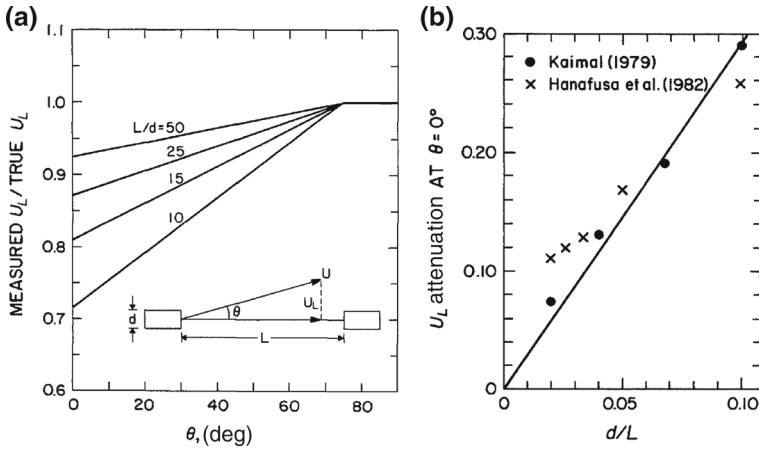 (a)
1.1
1.0
0.9
0.8
0.7
0.6
MEASURED U_L/TRUE U_L
L/d=50
25
15
10
U
U_L
θ
d
L
0
20
40
60
80
θ, (deg)
(b)
0.30
0.20
0.10
0
U_L attenuation AT θ=0°
● Kaimal (1979)
× Hanafusa et al. (1982)
0
0.05
0.10
d/L